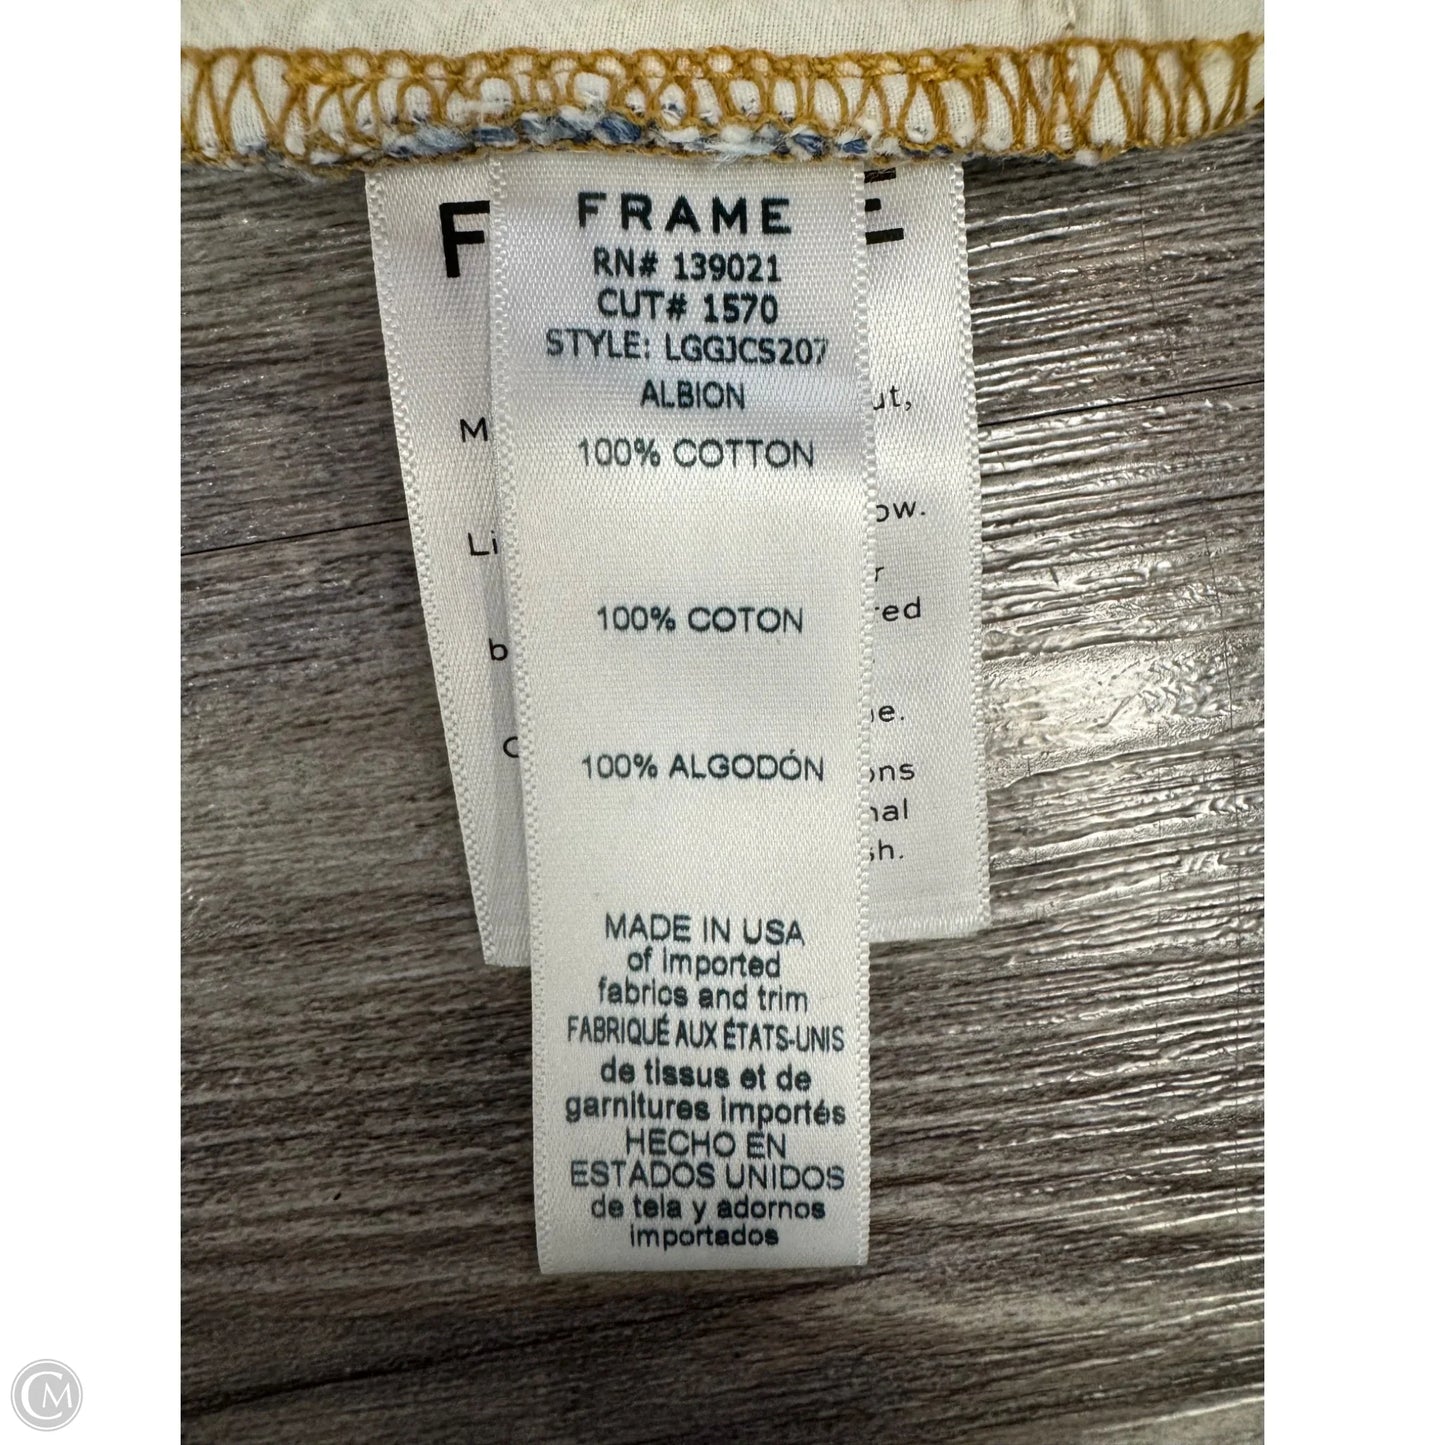 FRAME
RN# 139021
CUT# 1570
STYLE: LGGJCS207
ALBION
100% COTTON
100% COTON
100% ALGODÓN
MADE IN USA
of imported
fabrics and trim
FABRIQUÉ AUX ÉTATS-UNIS
de tissus et de
garnitures importés
HECHO EN
ESTADOS UNIDOS
de tela y adornos
importados
CM